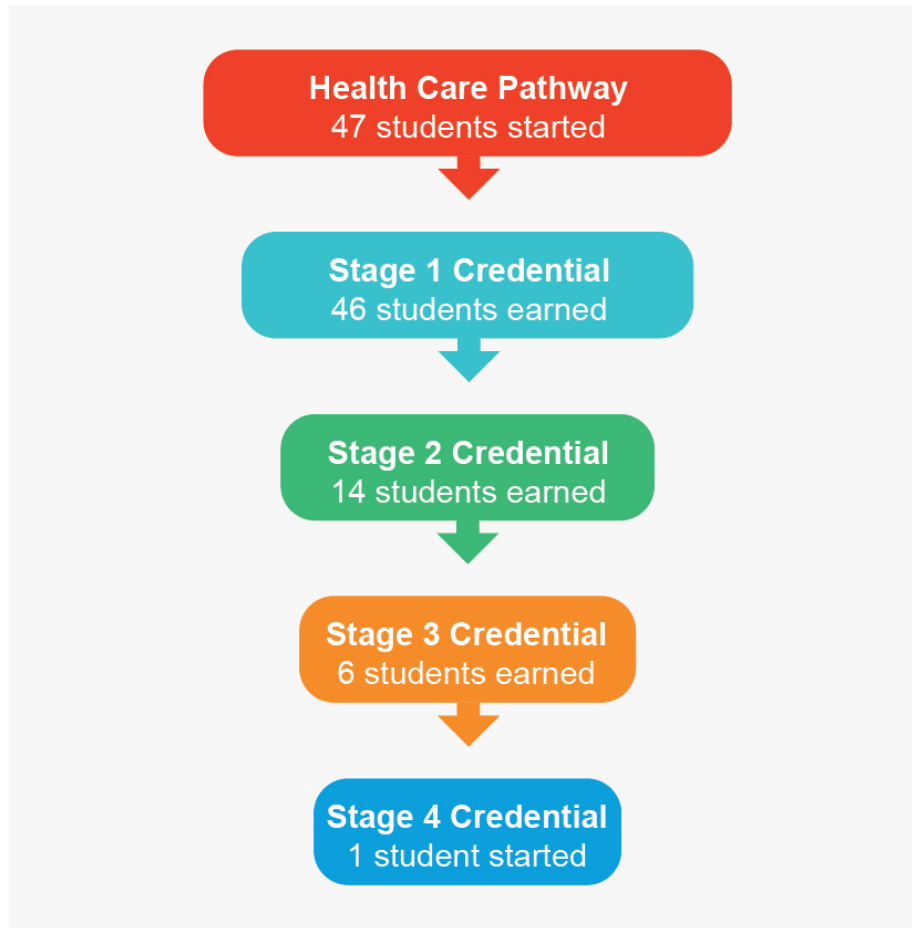 Health Care Pathway
47 students started
Stage 1 Credential
46 students earned
Stage 2 Credential
14 students earned
Stage 3 Credential
6 students earned
Stage 4 Credential
1 student started